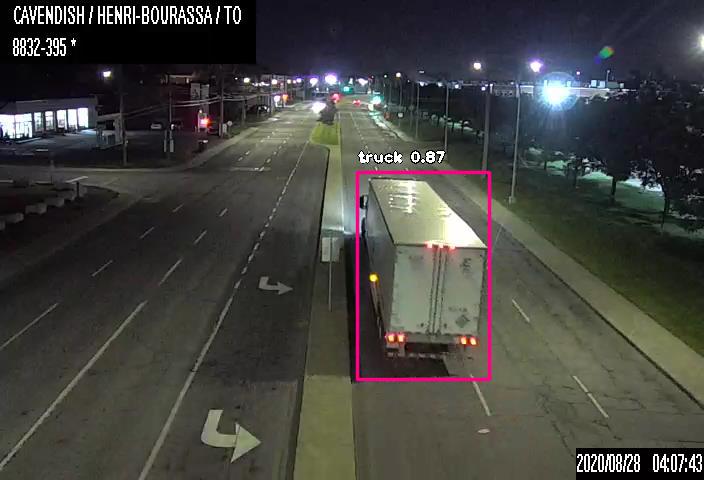 CAVENDISH / HENRI-BOURASSA / TO
8832-395 *
truck 0.87
2020/08/28 04:07:43